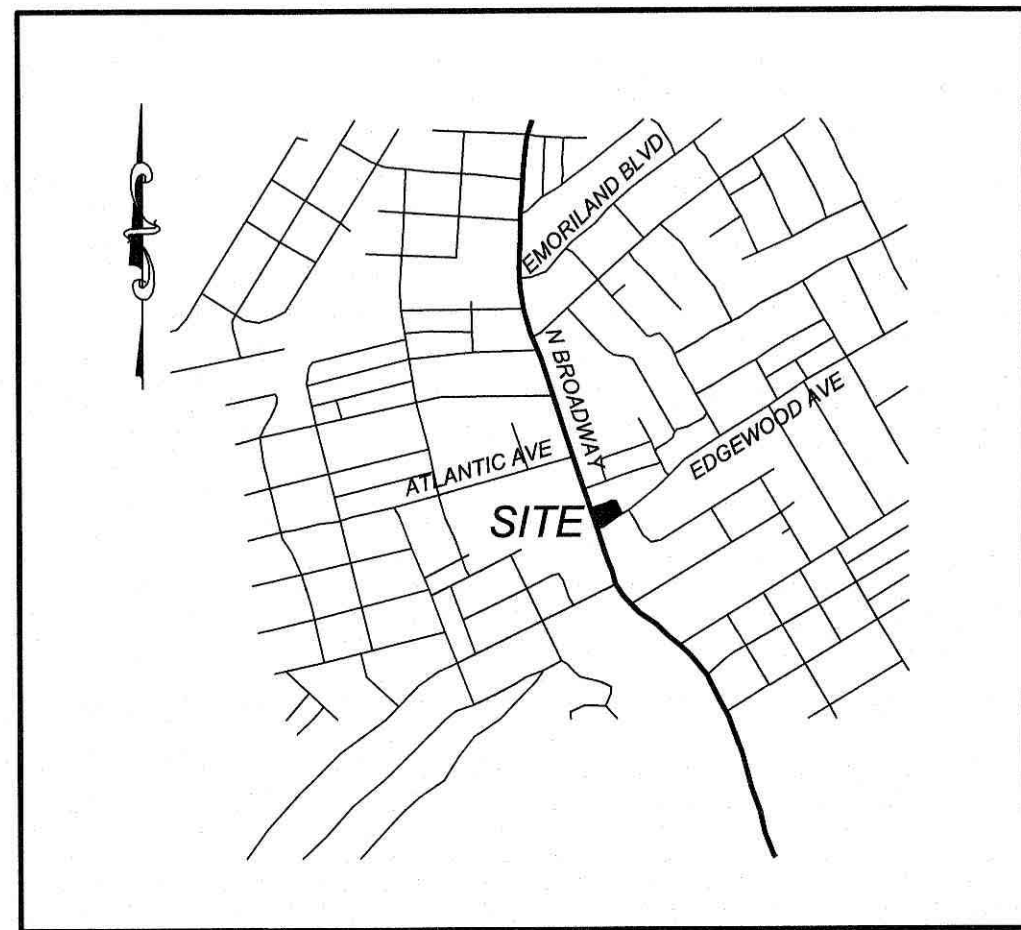 EMORILAND BLVD
N BROADWAY
EDGEWOOD AVE
ATLANTIC AVE
SITE